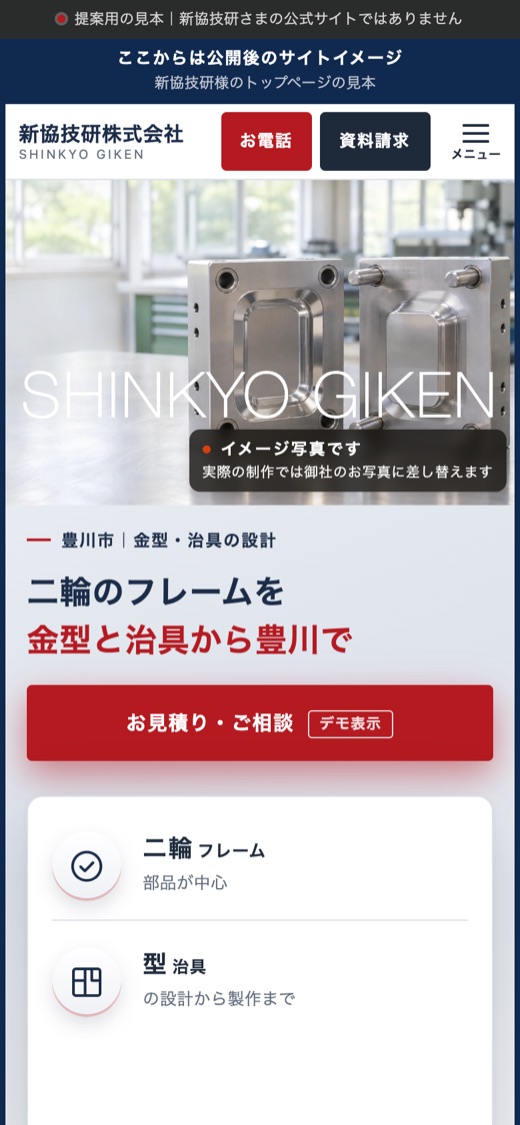 提案用の見本｜新協技研さまの公式サイトではありません
ここからは公開後のサイトイメージ
新協技研様のトップページの見本
新協技研株式会社
SHINKYO GIKEN
お電話
資料請求
メニュー
SHINKYO GIKEN
イメージ写真です
実際の制作では御社のお写真に差し替えます
豊川市｜金型・治具の設計
二輪のフレームを
金型と治具から豊川で
お見積り・ご相談 デモ表示
二輪 フレーム
部品が中心
型 治具
の設計から製作まで